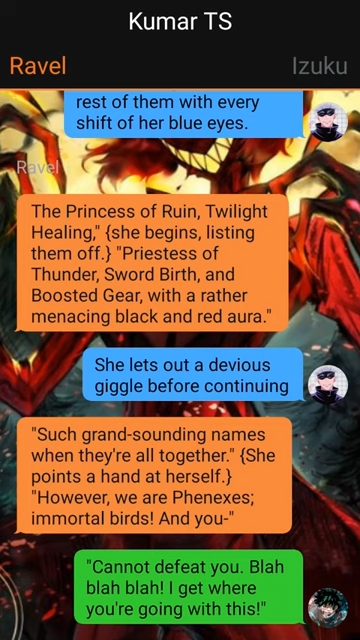 Kumar TS
Ravel
Izuku
rest of them with every
shift of her blue eyes.
Ravel
The Princess of Ruin, Twilight
Healing," {she begins, listing
them off.} "Priestess of
Thunder, Sword Birth, and
Boosted Gear, with a rather
menacing black and red aura."
She lets out a devious
giggle before continuing
"Such grand-sounding names
when they're all together." {She
points a hand at herself.}
"However, we are Phenexes;
immortal birds! And you-"
"Cannot defeat you. Blah
blah blah! I get where
you're going with this!"